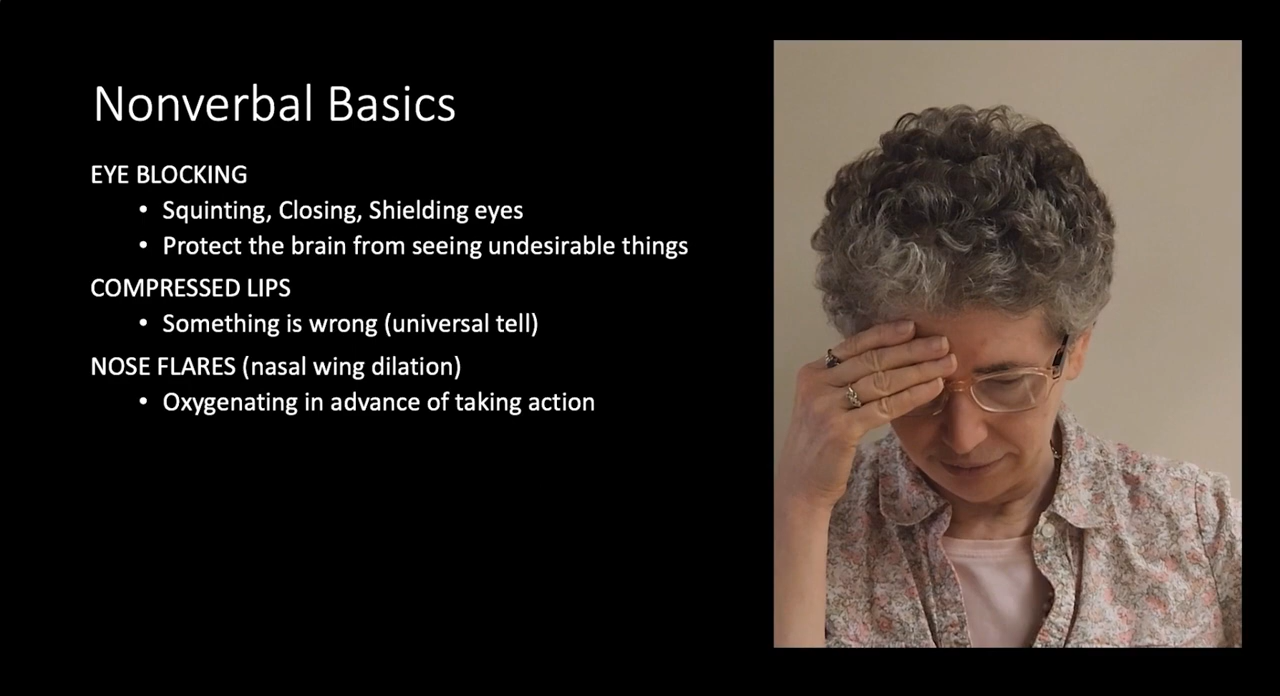 Nonverbal Basics
EYE BLOCKING
• Squinting, Closing, Shielding eyes
• Protect the brain from seeing undesirable things
COMPRESSED LIPS
• Something is wrong (universal tell)
NOSE FLARES (nasal wing dilation)
• Oxygenating in advance of taking action